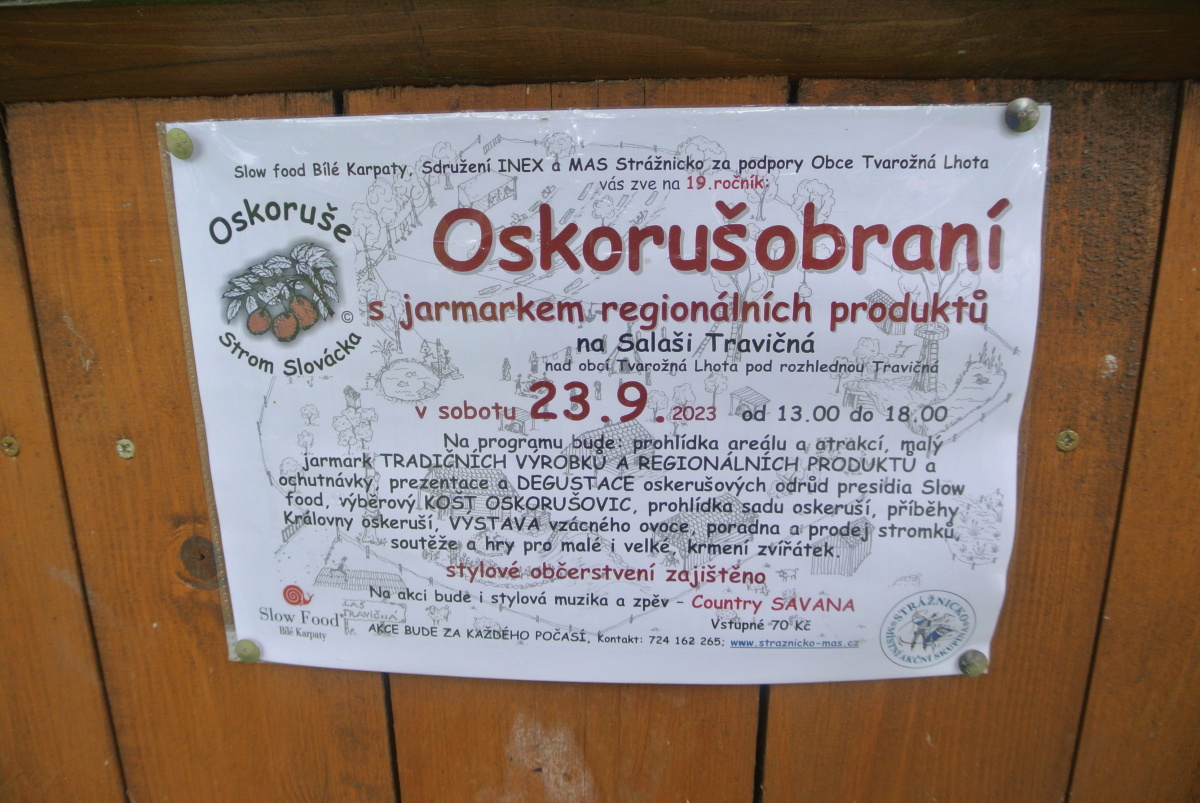 Slow food Bílé Karpaty, Sdružení INEX a MAS Strážnicko za podpory Obce Tvarožná Lhota
vás zve na 19.ročník:
Oskoruše
Strom Slovácka
©
Oskorušobraní
s jarmarkem regionálních produktů
na Salaši Travičná
nad obcí Tvarožná Lhota pod rozhlednou Travičná
v sobotu 23.9.2023 od 13.00 do 18.00
Na programu bude: prohlídka areálu a atrakcí, malý
jarmark TRADIČNÍCH VÝROBKŮ A REGIONÁLNÍCH PRODUKTŮ a
ochutnávky, prezentace a DEGUSTACE oskerušových odrůd presidia Slow
food, výběrový KOŠT OSKORUŠOVIC, prohlídka sadu oskeruší, příběhy
Královny oskeruší, VÝSTAVA vzácného ovoce, poradna a prodej stromků,
soutěže a hry pro malé i velké, krmení zvířátek.
stylové občerstvení zajištěno
Na akci bude i stylová muzika a zpěv - Country SAVANA
Vstupné 70 Kč
AKCE BUDE ZA KAŽDÉHO POČASÍ, Kontakt: 724 162 265; www.straznicko-mas.cz
Slow Food®
Bílé Karpaty
TRAVIČNÁ
STRÁŽNICKO
MÍSTNÍ AKČNÍ SKUPINA